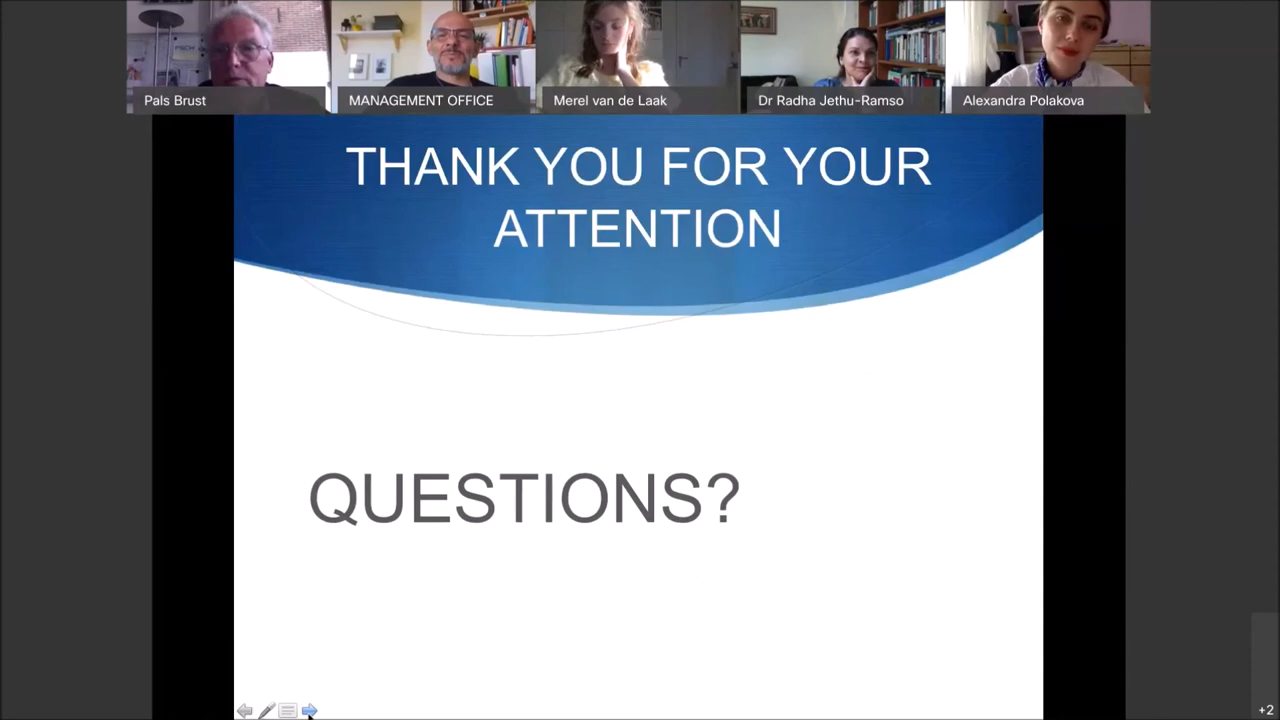 Pals Brust
MANAGEMENT OFFICE
Merel van de Laak
Dr Radha Jethu-Ramso
Alexandra Polakova
THANK YOU FOR YOUR
ATTENTION
QUESTIONS?
+2